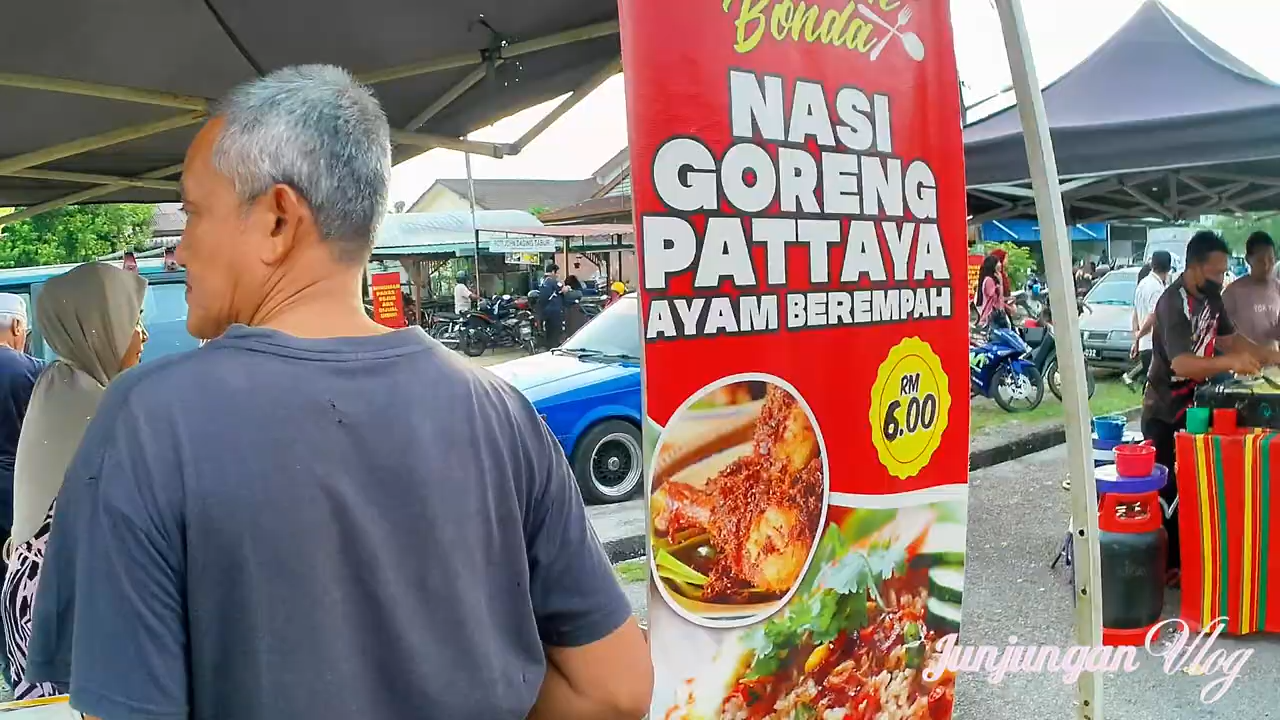 Bonda
NASI
GORENG
PATTAYA
AYAM BEREMPAH
RM
6.00
Junjungan Vlog